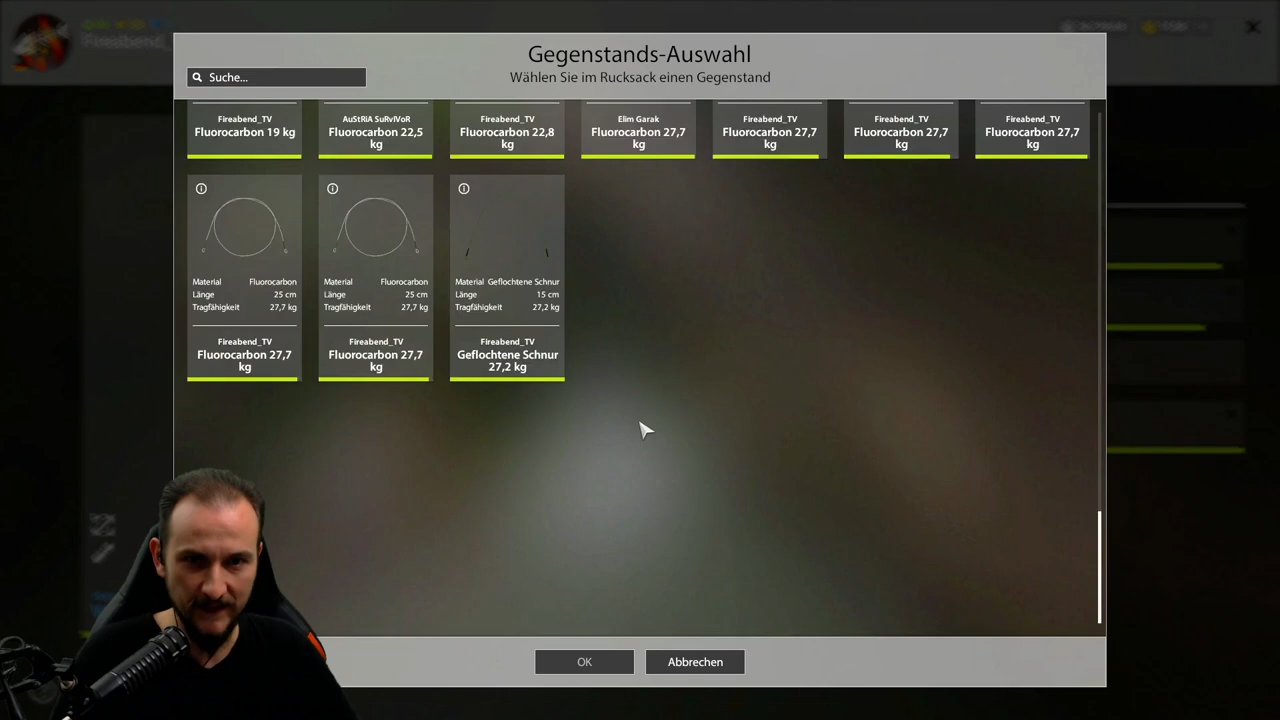 Gegenstands-Auswahl
Suche...
Wählen Sie im Rucksack einen Gegenstand
Fireabend_TV
Fluorocarbon 19 kg
AuStRiA SuRvIVoR
Fluorocarbon 22,5
kg
Fireabend_TV
Fluorocarbon 22,8
kg
Elim Garak
Fluorocarbon 27,7
kg
Fireabend_TV
Fluorocarbon 27,7
kg
Fireabend_TV
Fluorocarbon 27,7
kg
Fireabend_TV
Fluorocarbon 27,7
kg
Material Fluorocarbon
Länge 25 cm
Tragfähigkeit 27,7 kg
Fireabend_TV
Fluorocarbon 27,7
kg
Material Fluorocarbon
Länge 25 cm
Tragfähigkeit 27,7 kg
Fireabend_TV
Fluorocarbon 27,7
kg
Material Geflochtene Schnur
Länge 15 cm
Tragfähigkeit 27,2 kg
Fireabend_TV
Geflochtene Schnur
27,2 kg
OK
Abbrechen